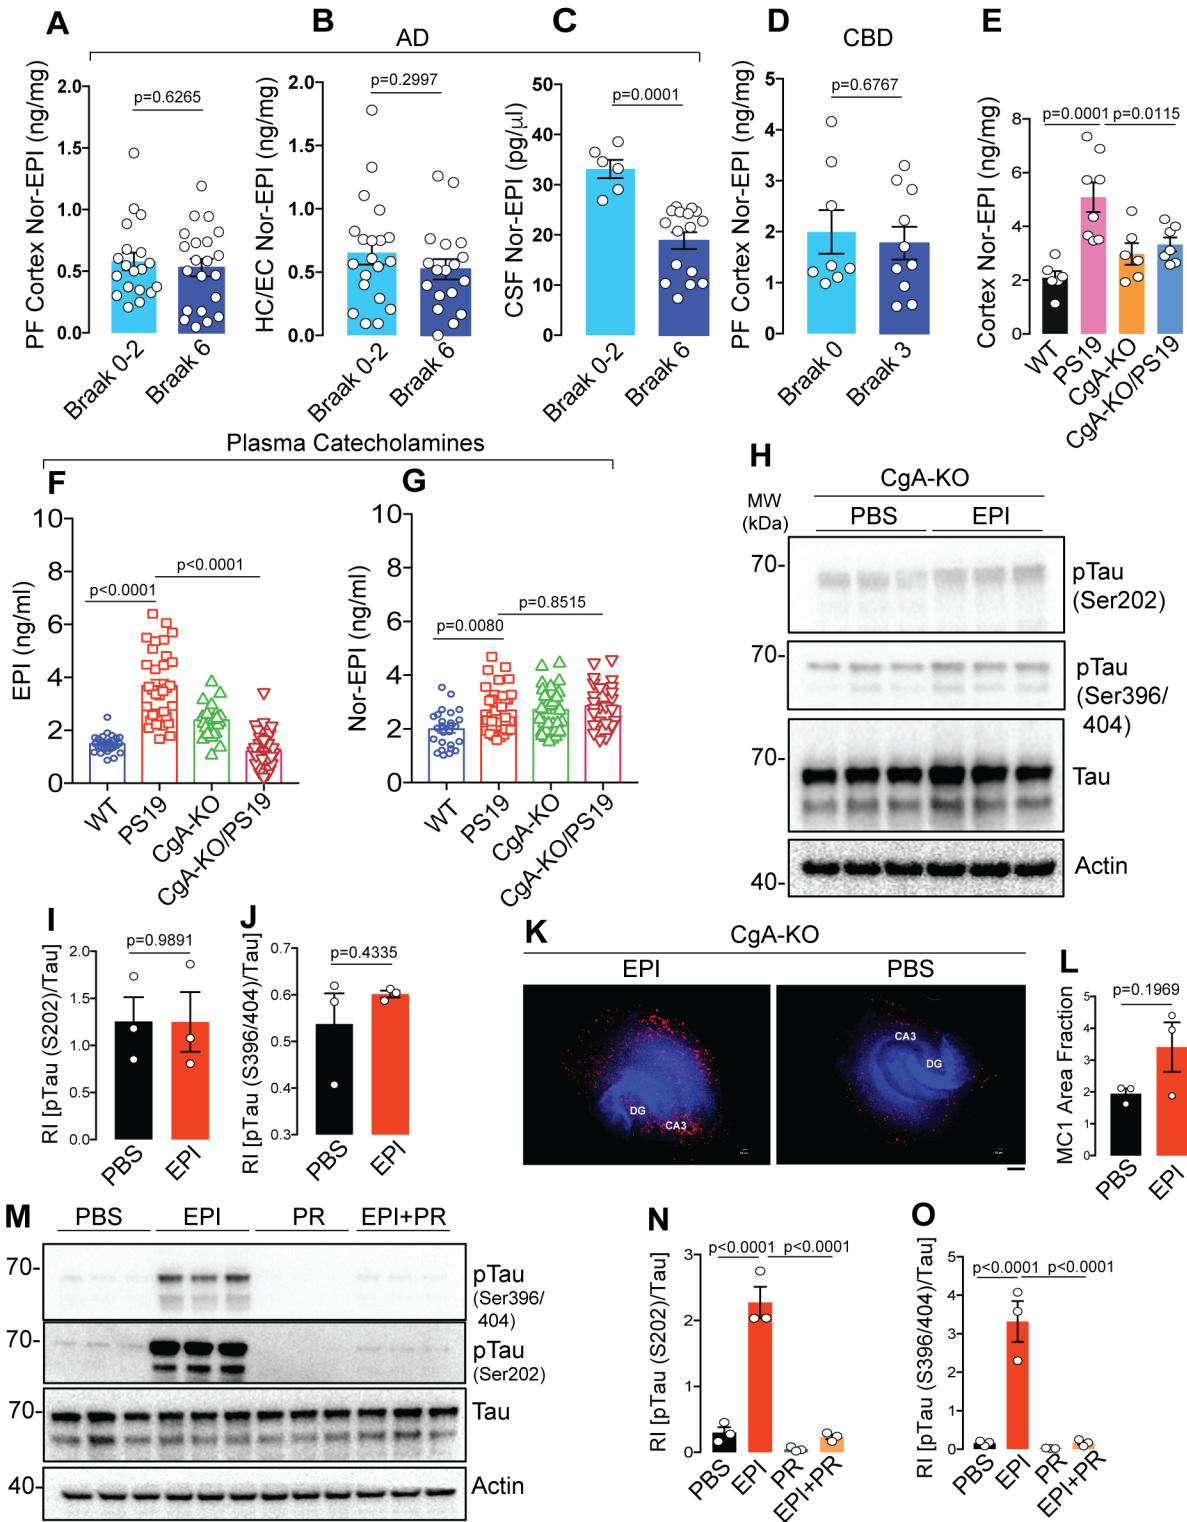 A
B
C
D
E
AD
CBD
PF Cortex Nor-EPI (ng/mg)
2.0
1.5
1.0
0.5
0.0
p=0.6265
Braak 0-2
Braak 6
HC/EC Nor-EPI (ng/mg)
2.0
1.5
1.0
0.5
0.0
p=0.2997
Braak 0-2
Braak 6
CSF Nor-EPI (pg/µl)
50
40
30
20
10
0
p=0.0001
Braak 0-2
Braak 6
PF Cortex Nor-EPI (ng/mg)
5
4
3
2
1
0
p=0.6767
Braak 0
Braak 3
Cortex Nor-EPI (ng/mg)
8
6
4
2
0
p=0.0001
p=0.0115
WT
PS19
CgA-KO
CgA-KO/PS19
Plasma Catecholamines
F
EPI (ng/ml)
10
8
6
4
2
0
p<0.0001
p<0.0001
WT
PS19
CgA-KO
CgA-KO/PS19
G
Nor-EPI (ng/ml)
10
8
6
4
2
0
p=0.0080
p=0.8515
WT
PS19
CgA-KO
CgA-KO/PS19
H
CgA-KO
MW
(kDa)
PBS
EPI
70-
pTau
(Ser202)
70-
pTau
(Ser396/
404)
70-
Tau
40-
Actin
I
RI [pTau (S202)/Tau]
2.0
1.5
1.0
0.5
0.0
p=0.9891
PBS
EPI
J
RI [pTau (S396/404)/Tau]
0.7
0.6
0.5
0.4
0.3
p=0.4335
PBS
EPI
K
CgA-KO
EPI
PBS
DG
CA3
CA3
DG
L
MC1 Area Fraction
5
4
3
2
1
0
p=0.1969
PBS
EPI
M
PBS
EPI
PR
EPI+PR
70-
pTau
(Ser396/
404)
70-
pTau
(Ser202)
70-
Tau
40-
Actin
N
RI [pTau (S202)/Tau]
3
2
1
0
p<0.0001
p<0.0001
PBS
EPI
PR
EPI+PR
O
RI [pTau (S396/404)/Tau]
5
4
3
2
1
0
p<0.0001
p<0.0001
PBS
EPI
PR
EPI+PR